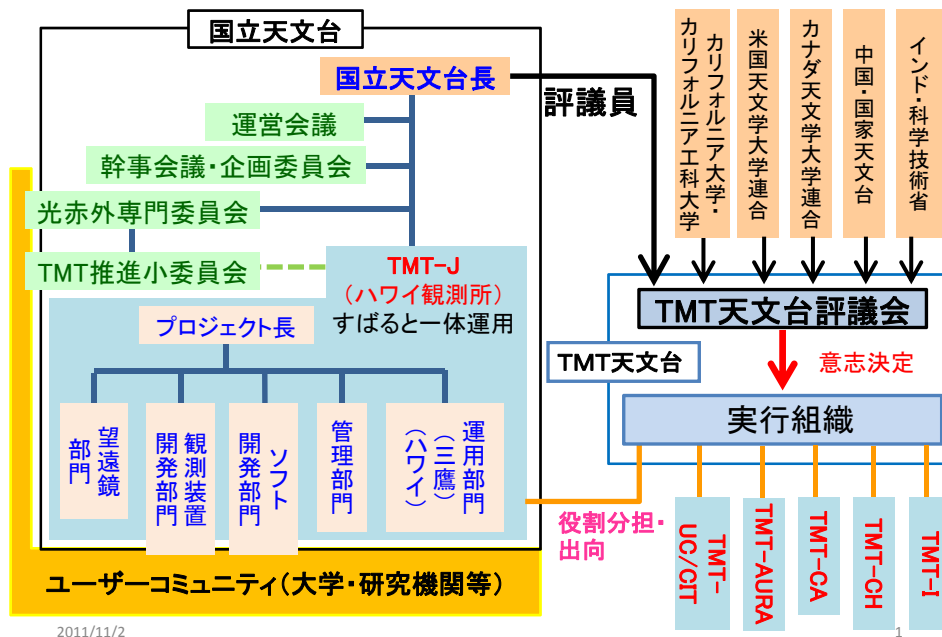 国立天文台
国立天文台長
運営会議
幹事会議・企画委員会
光赤外専門委員会
TMT推進小委員会
TMT-J
(ハワイ観測所)
すばると一体運用
プロジェクト長
望遠鏡
部門
観測装置
開発部門
ソフト
開発部門
管理部門
運用部門
(三鷹)
(ハワイ)
ユーザーコミュニティ(大学・研究機関等)
評議員
カリフォルニア大学・
カリフォルニア工科大学
米国天文学大学連合
カナダ天文学大学連合
中国・国家天文台
インド・科学技術省
TMT天文台評議会
TMT天文台
意志決定
実行組織
役割分担・
出向
TMT-
UC/CIT
TMT-AURA
TMT-CA
TMT-CH
TMT-I
2011/11/2
1